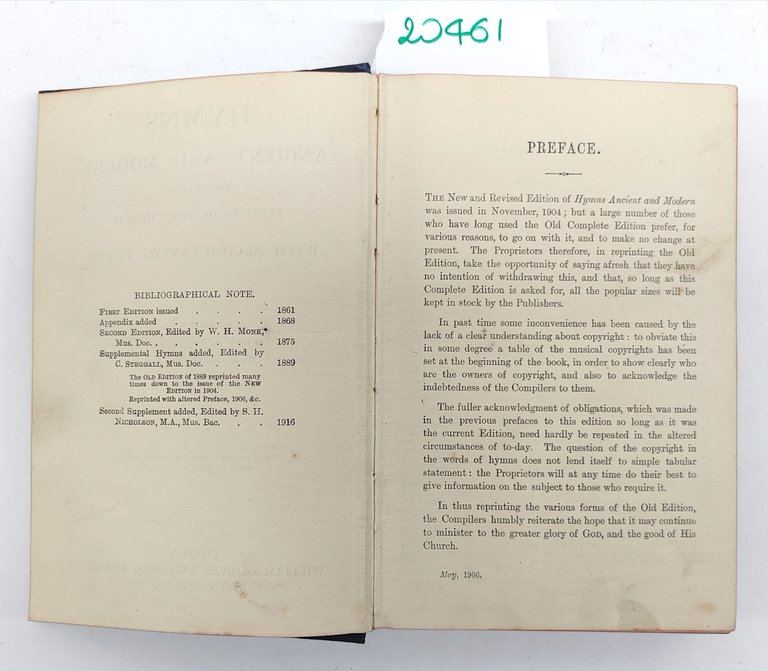 20461
BIBLIOGRAPHICAL NOTE.
FIRST EDITION issued . . . . 1861
Appendix added . . . . . 1868
SECOND EDITION, Edited by W. H. MONK,
Mus. Doc. . . . . . . 1875
Supplemental Hymns added, Edited by
C. STEGGALL, Mus. Doc. . . . 1889
The OLD EDITION of 1889 reprinted many
times down to the issue of the NEW
EDITION in 1904.
Reprinted with altered Preface, 1906, &c.
Second Supplement added, Edited by S. H.
NICHOLSON, M.A., Mus. Bac. . . 1916
PREFACE.
THE New and Revised Edition of Hymns Ancient and Modern
was issued in November, 1904; but a large number of those
who have long used the Old Complete Edition prefer, for
various reasons, to go on with it, and to make no change at
present. The Proprietors therefore, in reprinting the Old
Edition, take the opportunity of saying afresh that they have
no intention of withdrawing this, and that, so long as this
Complete Edition is asked for, all the popular sizes will be
kept in stock by the Publishers.
In past time some inconvenience has been caused by the
lack of a clear understanding about copyright: to obviate this
in some degree a table of the musical copyrights has been
set at the beginning of the book, in order to show clearly who
are the owners of copyright, and also to acknowledge the
indebtedness of the Compilers to them.
The fuller acknowledgment of obligations, which was made
in the previous prefaces to this edition so long as it was
the current Edition, need hardly be repeated in the altered
circumstances of to-day. The question of the copyright in
the words of hymns does not lend itself to simple tabular
statement: the Proprietors will at any time do their best to
give information on the subject to those who require it.
In thus reprinting the various forms of the Old Edition,
the Compilers humbly reiterate the hope that it may continue
to minister to the greater glory of GOD, and the good of His
Church.
May, 1906.